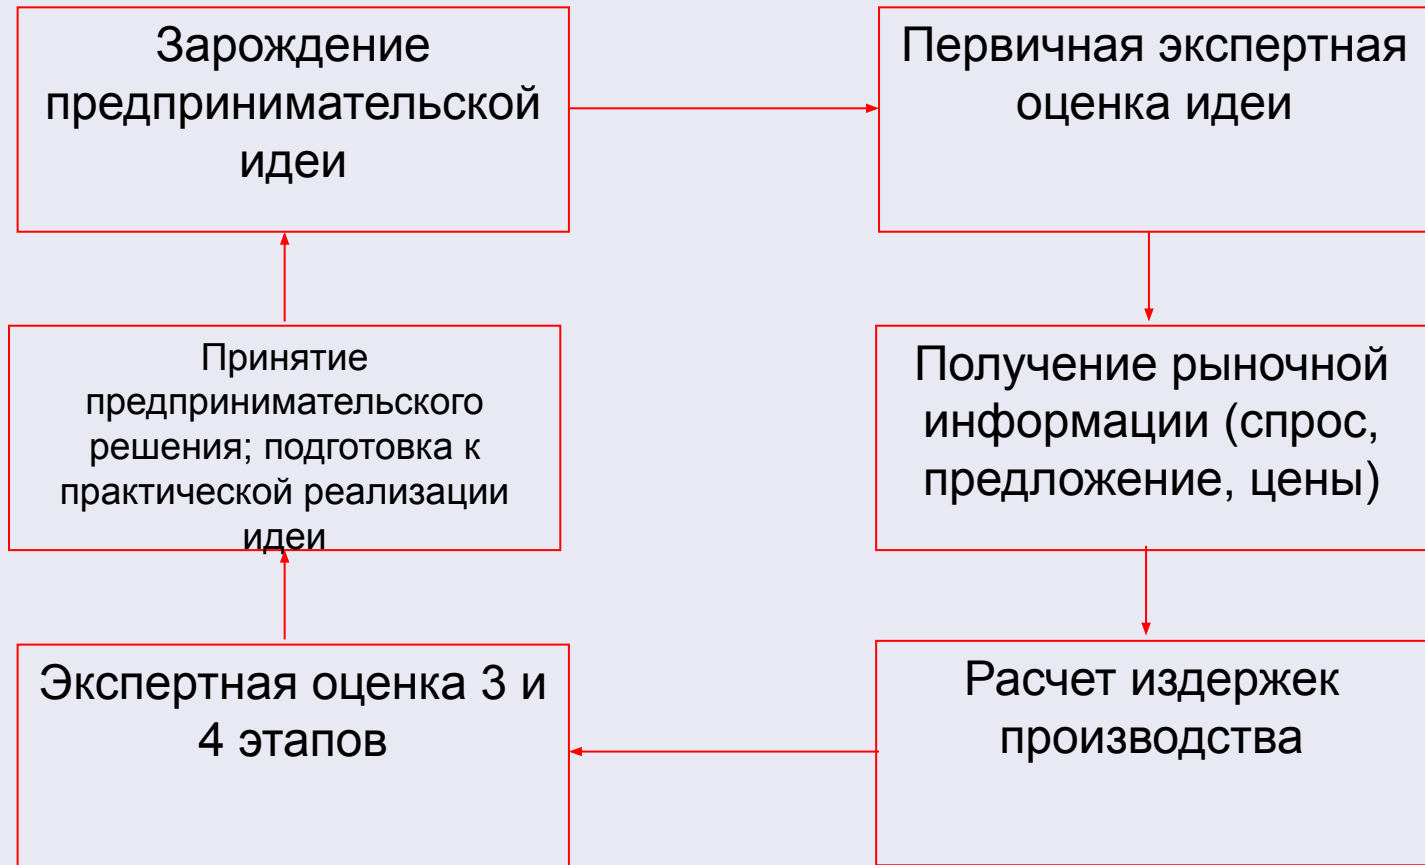 Зарождение
предпринимательской
идеи
Первичная экспертная
оценка идеи
Получение рыночной
информации (спрос,
предложение, цены)
Расчет издержек
производства
Экспертная оценка 3 и
4 этапов
Принятие
предпринимательского
решения; подготовка к
практической реализации
идеи